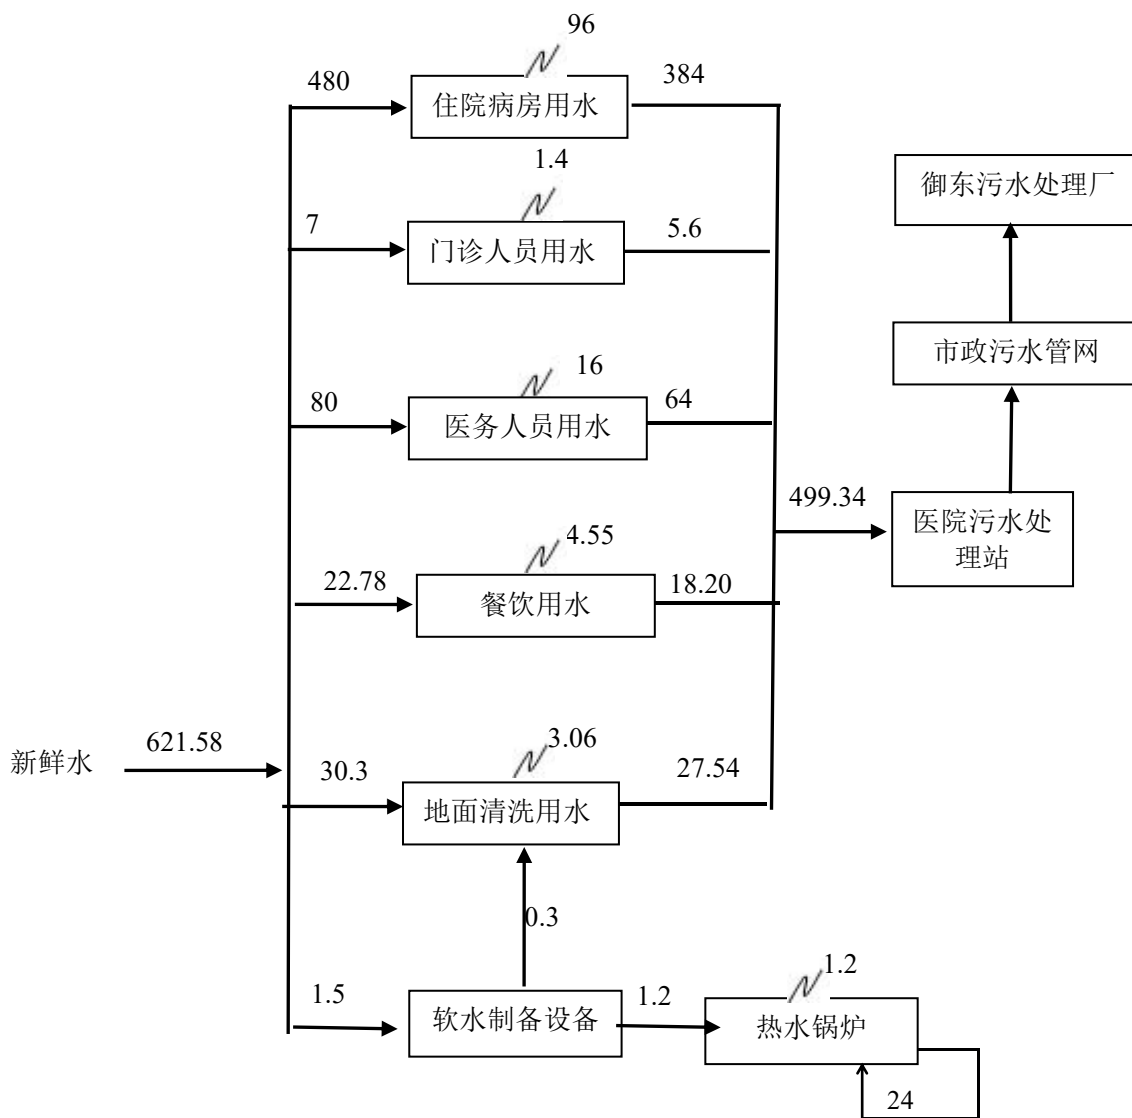 96
480
住院病房用水
384
1.4
7
门诊人员用水
5.6
御东污水处理厂
市政污水管网
16
80
医务人员用水
64
499.34
医院污水处
理站
4.55
22.78
餐饮用水
18.20
新鲜水
621.58
3.06
30.3
地面清洗用水
27.54
0.3
1.5
软水制备设备
1.2
1.2
热水锅炉
24